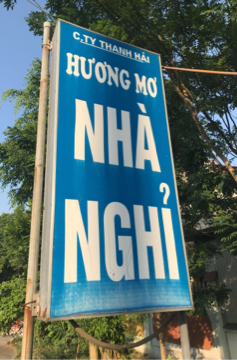 C.TY THANH HẢI
HƯƠNG MƠ
NHÀ
NGHỈ